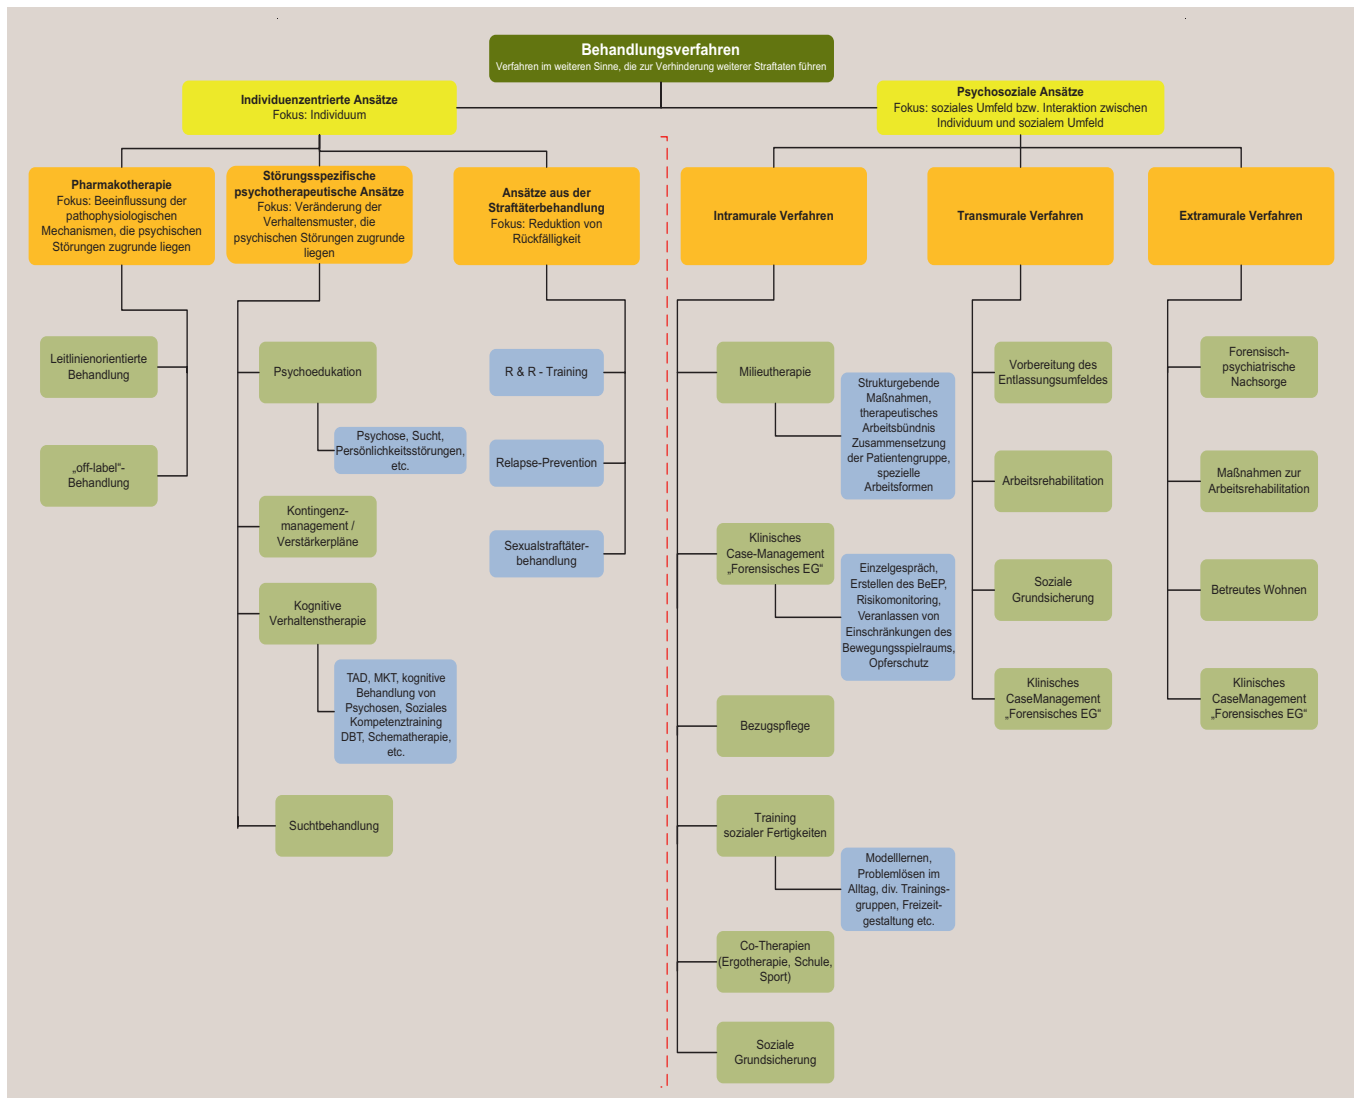 Behandlungsverfahren
Verfahren im weiteren Sinne, die zur Verhinderung weiterer Straftaten führen
Individuenzentrierte Ansätze
Fokus: Individuum
Psychosoziale Ansätze
Fokus: soziales Umfeld bzw. Interaktion zwischen
Individuum und sozialem Umfeld
Pharmakotherapie
Fokus: Beeinflussung der
pathophysiologischen
Mechanismen, die psychischen
Störungen zugrunde liegen
Störungsspezifische
psychotherapeutische Ansätze
Fokus: Veränderung der
Verhaltensmuster, die
psychischen Störungen zugrunde
liegen
Ansätze aus der
Straftäterbehandlung
Fokus: Reduktion von
Rückfälligkeit
Intramurale Verfahren
Transmurale Verfahren
Extramurale Verfahren
Leitlinienorientierte
Behandlung
„off-label“-
Behandlung
Psychoedukation
Psychose, Sucht,
Persönlichkeitsstörungen,
etc.
Kontingenz-
management /
Verstärkerpläne
Kognitive
Verhaltenstherapie
TAD, MKT, kognitive
Behandlung von
Psychosen, Soziales
Kompetenztraining
DBT, Schematherapie,
etc.
Suchtbehandlung
R & R - Training
Relapse-Prevention
Sexualstraftäter-
behandlung
Milieutherapie
Strukturgebende
Maßnahmen,
therapeutisches
Arbeitsbündnis
Zusammensetzung
der Patientengruppe,
spezielle
Arbeitsformen
Klinisches
Case-Management
„Forensisches EG“
Einzelgespräch,
Erstellen des BeEP,
Risikomonitoring,
Veranlassen von
Einschränkungen des
Bewegungsspielraums,
Opferschutz
Bezugspflege
Training
sozialer Fertigkeiten
Modelllernen,
Problemlösen im
Alltag, div. Trainings-
gruppen, Freizeit-
gestaltung etc.
Co-Therapien
(Ergotherapie, Schule,
Sport)
Soziale
Grundsicherung
Vorbereitung des
Entlassungsumfeldes
Arbeitsrehabilitation
Soziale
Grundsicherung
Klinisches
CaseManagement
„Forensisches EG“
Forensisch-
psychiatrische
Nachsorge
Maßnahmen zur
Arbeitsrehabilitation
Betreutes Wohnen
Klinisches
CaseManagement
„Forensisches EG“